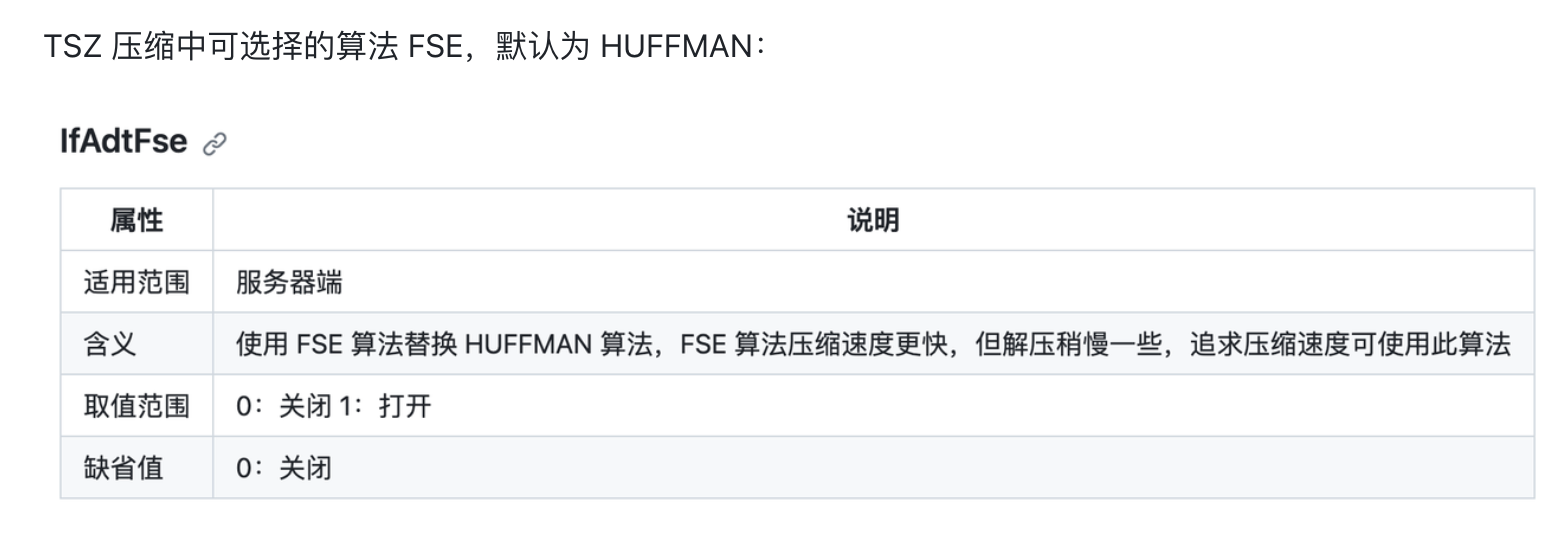 TSZ 压缩中可选择的算法 FSE，默认为 HUFFMAN：
IfAdtFse
属性 说明
适用范围 服务器端
含义 使用 FSE 算法替换 HUFFMAN 算法，FSE 算法压缩速度更快，但解压稍慢一些，追求压缩速度可使用此算法
取值范围 0：关闭 1：打开
缺省值 0：关闭